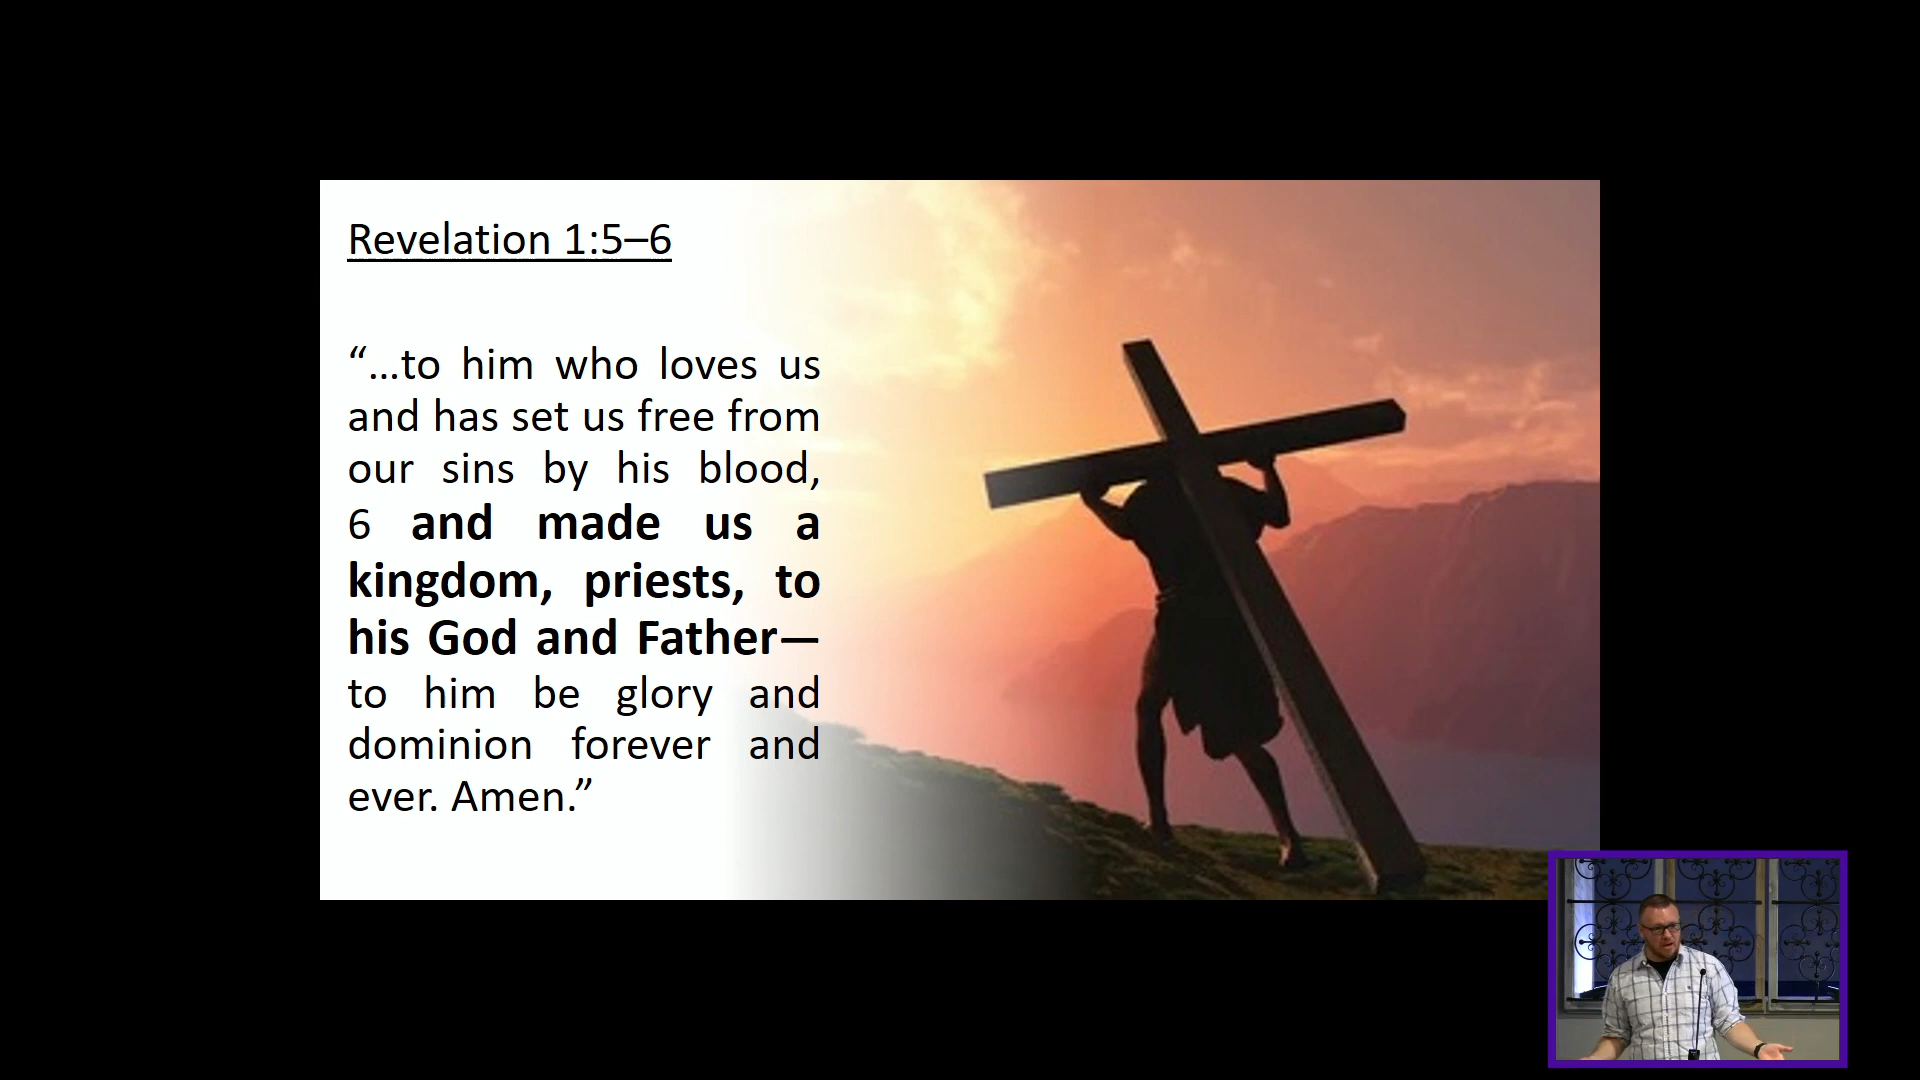 Revelation 1:5–6
“…to him who loves us
and has set us free from
our sins by his blood,
6 and made us a
kingdom, priests, to
his God and Father—
to him be glory and
dominion forever and
ever. Amen.”